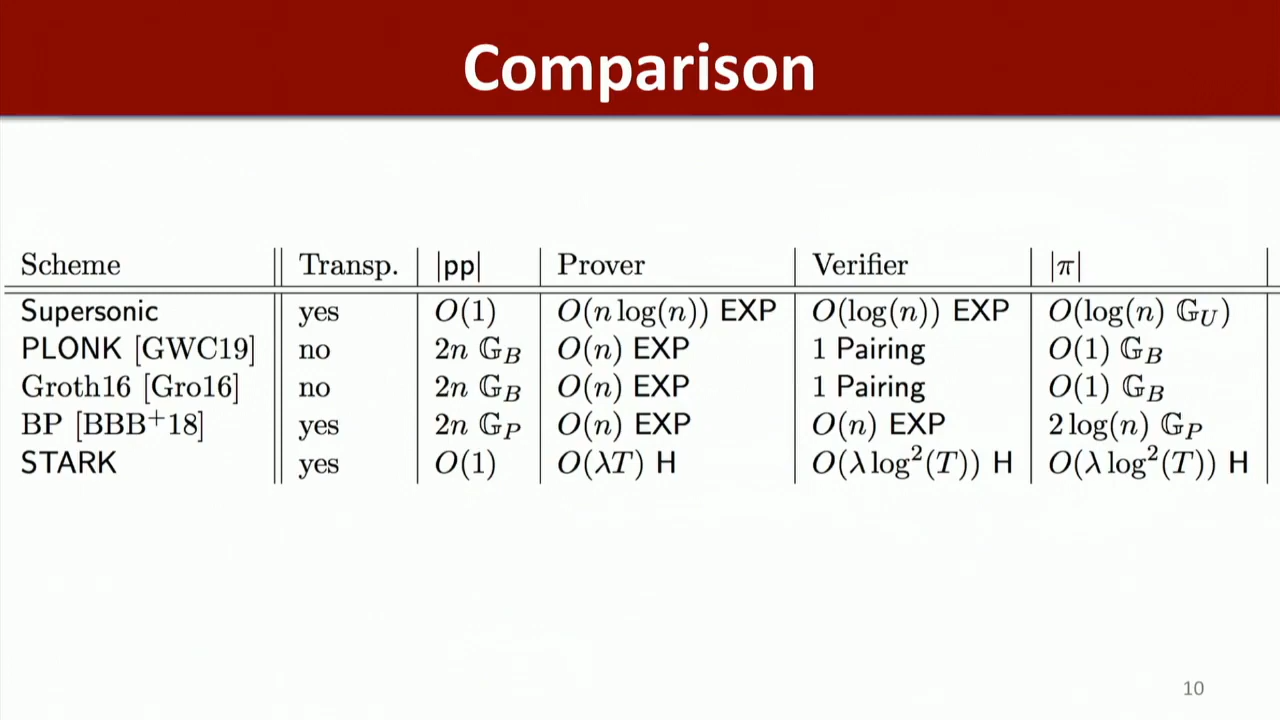 Comparison
Scheme Transp. |pp| Prover Verifier |π|
Supersonic yes O(1) O(n log(n)) EXP O(log(n)) EXP O(log(n) 𝔾_U)
PLONK [GWC19] no 2n 𝔾_B O(n) EXP 1 Pairing O(1) 𝔾_B
Groth16 [Gro16] no 2n 𝔾_B O(n) EXP 1 Pairing O(1) 𝔾_B
BP [BBB⁺18] yes 2n 𝔾_P O(n) EXP O(n) EXP 2 log(n) 𝔾_P
STARK yes O(1) O(λT) H O(λ log²(T)) H O(λ log²(T)) H
10